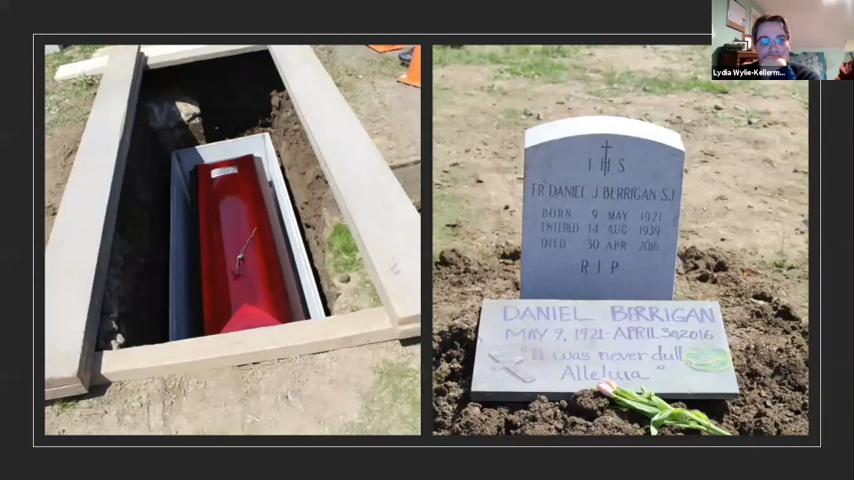 Lydia Wylie-Kellerm...
IHS
FR DANIEL J BERRIGAN SJ
BORN 9 MAY 1921
ENTERED 14 AUG 1939
DIED 30 APR 2016
RIP
DANIEL BERRIGAN
MAY 9, 1921-APRIL 30, 2016
"It was never dull
Alleluia"